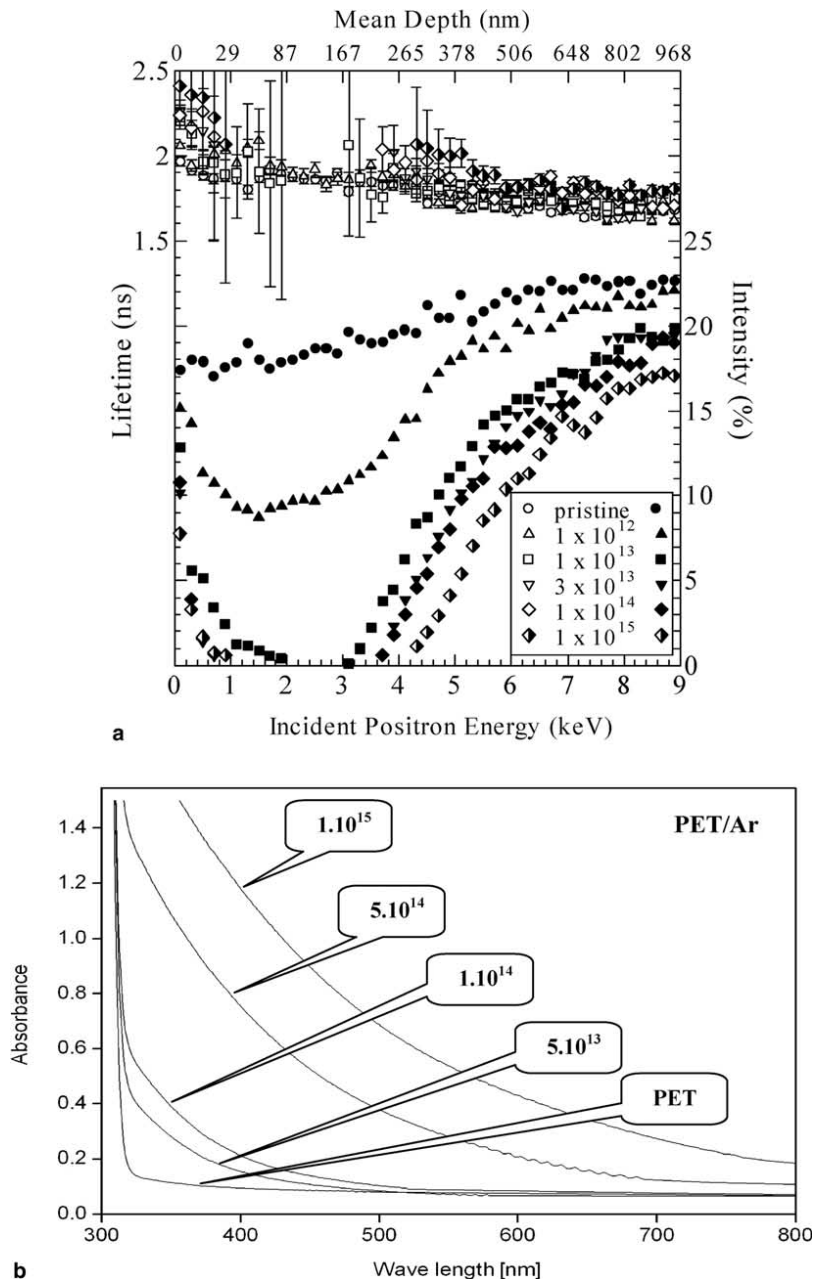 Mean Depth (nm)
0 29 87 167 265 378 506 648 802 968
2.5
2
1.5
25
20
15
10
5
0
Lifetime (ns)
Intensity (%)
pristine
1 x 10¹²
1 x 10¹³
3 x 10¹³
1 x 10¹⁴
1 x 10¹⁵
0 1 2 3 4 5 6 7 8 9
Incident Positron Energy (keV)
a
PET/Ar
1.10¹⁵
5.10¹⁴
1.10¹⁴
5.10¹³
PET
1.4
1.2
1.0
0.8
0.6
0.4
0.2
0.0
Absorbance
300 400 500 600 700 800
Wave length [nm]
b